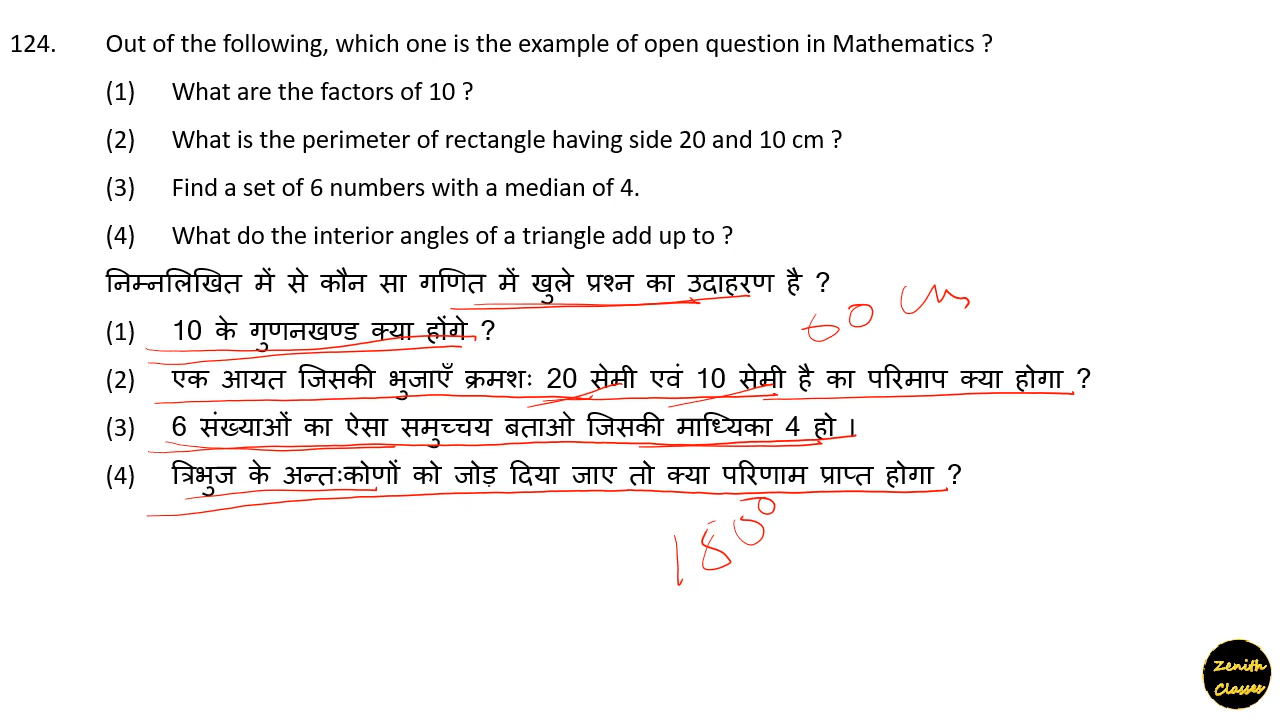 124. Out of the following, which one is the example of open question in Mathematics ?
(1) What are the factors of 10 ?
(2) What is the perimeter of rectangle having side 20 and 10 cm ?
(3) Find a set of 6 numbers with a median of 4.
(4) What do the interior angles of a triangle add up to ?
निम्नलिखित में से कौन सा गणित में खुले प्रश्न का उदाहरण है ?
60 cm
(1) 10 के गुणनखण्ड क्या होंगे ?
(2) एक आयत जिसकी भुजाएँ क्रमशः 20 सेमी एवं 10 सेमी है का परिमाप क्या होगा ?
(3) 6 संख्याओं का ऐसा समुच्चय बताओ जिसकी माध्यिका 4 हो ।
(4) त्रिभुज के अन्तःकोणों को जोड़ दिया जाए तो क्या परिणाम प्राप्त होगा ?
180°
Zenith
Classes